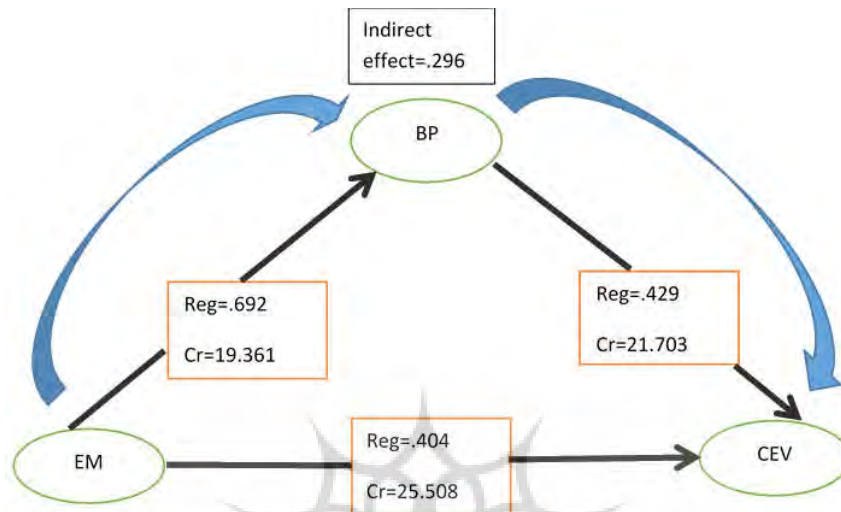 Indirect
effect=.296
BP
Reg=.692
Cr=19.361
Reg=.429
Cr=21.703
EM
Reg=.404
Cr=25.508
CEV